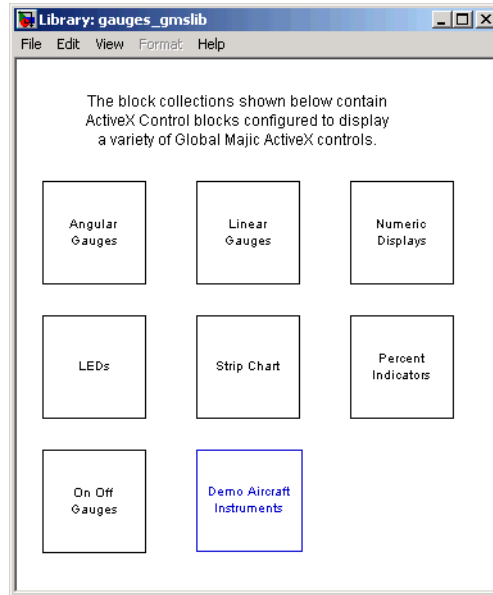 Library: gauges_gmslib
File Edit View Format Help
The block collections shown below contain
ActiveX Control blocks configured to display
a variety of Global Majic ActiveX controls.
Angular
Gauges
Linear
Gauges
Numeric
Displays
LEDs
Strip Chart
Percent
Indicators
On Off
Gauges
Demo Aircraft
Instruments